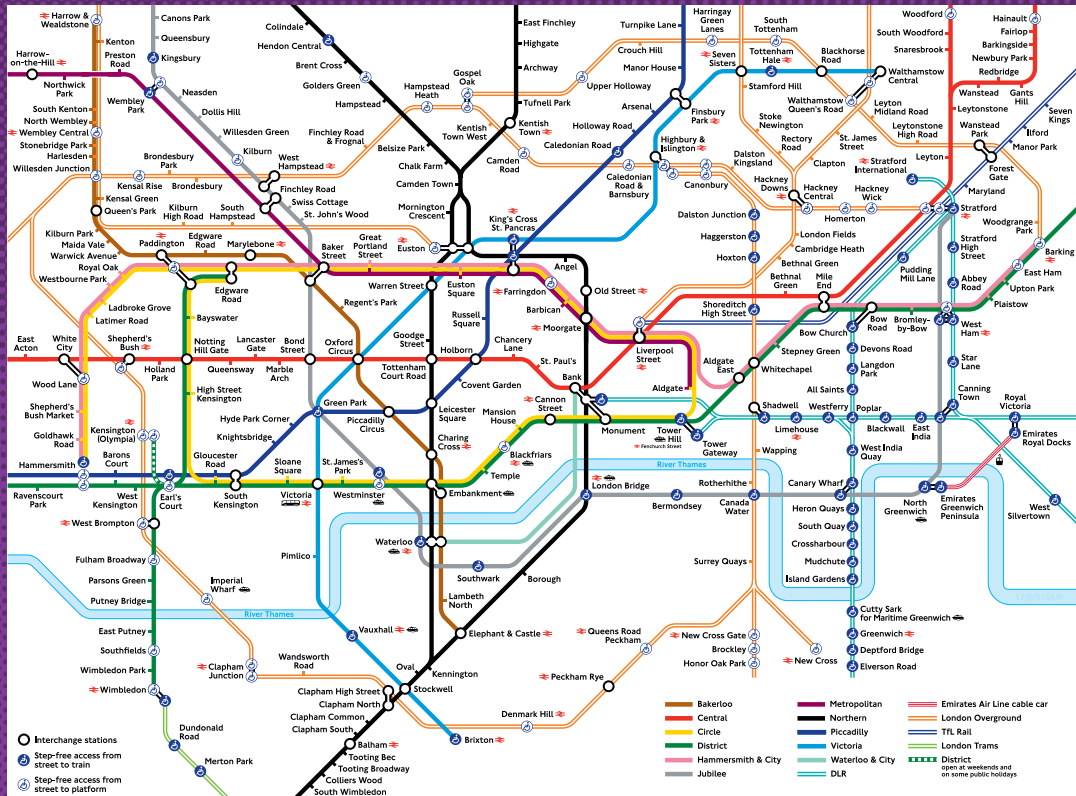 Harrow &
Wealdstone
Kenton
Harrow-
on-the-Hill
Preston
Road
Northwick
Park
South Kenton
North Wembley
Wembley Central
Stonebridge Park
Harlesden
Willesden Junction
Kensal Rise
Brondesbury
Park
Brondesbury
Kensal Green
Queen's Park
Kilburn
High Road
South
Hampstead
Kilburn Park
Maida Vale
Warwick Avenue
Royal Oak
Westbourne Park
Ladbroke Grove
Latimer Road
Canons Park
Queensbury
Kingsbury
Wembley
Park
Neasden
Dollis Hill
Willesden Green
Kilburn
West
Hampstead
Finchley Road
Swiss Cottage
St. John's Wood
Finchley Road
& Frognal
Colindale
Hendon Central
Brent Cross
Golders Green
Hampstead
Belsize Park
Chalk Farm
Camden Town
Mornington
Crescent
East Finchley
Highgate
Archway
Tufnell Park
Kentish
Town
Gospel
Oak
Hampstead
Heath
Kentish
Town West
Camden
Road
Turnpike Lane
Manor House
Arsenal
Holloway Road
Caledonian Road
Harringay
Green
Lanes
Crouch Hill
Upper Holloway
Finsbury
Park
Highbury &
Islington
Caledonian
Road &
Barnsbury
Canonbury
South
Tottenham
Seven
Sisters
Tottenham
Hale
Blackhorse
Road
Walthamstow
Central
Walthamstow
Queen's Road
Stamford Hill
Stoke
Newington
Rectory
Road
Clapton
St. James
Street
Leyton
Midland Road
Leytonstone
High Road
Wanstead
Park
Woodford
South Woodford
Snaresbrook
Hainault
Fairlop
Barkingside
Newbury Park
Redbridge
Wanstead
Gants
Hill
Leytonstone
Leyton
Seven
Kings
Ilford
Manor Park
Forest
Gate
Maryland
Woodgrange
Park
Barking
East Ham
Upton Park
Plaistow
Stratford
International
Stratford
Stratford
High Street
Abbey
Road
West
Ham
Star
Lane
Canning
Town
Dalston
Kingsland
Hackney
Downs
Hackney
Central
Homerton
Hackney
Wick
London Fields
Cambridge Heath
Bethnal Green
Dalston Junction
Haggerston
Hoxton
Shoreditch
High Street
Pudding
Mill Lane
Bethnal
Green
Mile
End
Bow Church
Bow
Road
Bromley-
by-Bow
Devons Road
Langdon
Park
All Saints
Stepney Green
Whitechapel
Aldgate
East
Aldgate
Paddington
Edgware
Road
Marylebone
Baker
Street
Great
Portland
Street
Euston
King's Cross
St. Pancras
Angel
Warren Street
Euston
Square
Farringdon
Barbican
Moorgate
Old Street
Liverpool
Street
Edgware
Road
Regent's Park
Russell
Square
Goodge
Street
Bayswater
Notting
Hill Gate
Lancaster
Gate
Bond
Street
Oxford
Circus
Tottenham
Court Road
Holborn
Chancery
Lane
St. Paul's
Bank
East
Acton
White
City
Shepherd's
Bush
Holland
Park
Queensway
Marble
Arch
Wood Lane
Shepherd's
Bush Market
Goldhawk
Road
Hammersmith
Kensington
(Olympia)
High Street
Kensington
Hyde Park Corner
Knightsbridge
Green Park
Piccadilly
Circus
Covent Garden
Leicester
Square
Charing
Cross
Mansion
House
Cannon
Street
Monument
Tower
Hill
Fenchurch Street
Tower
Gateway
Blackfriars
Temple
Embankment
Shadwell
Limehouse
Westferry
Poplar
Blackwall
East
India
Royal
Victoria
Emirates
Royal Docks
Wapping
West India
Quay
Barons
Court
Gloucester
Road
Sloane
Square
St. James's
Park
Ravenscourt
Park
West
Kensington
Earl's
Court
South
Kensington
Victoria
Westminster
River Thames
London Bridge
Bermondsey
Rotherhithe
Canada
Water
Canary Wharf
Heron Quays
South Quay
Crossharbour
Mudchute
Island Gardens
North
Greenwich
Emirates
Greenwich
Peninsula
West
Silvertown
West Brompton
Fulham Broadway
Parsons Green
Putney Bridge
East Putney
Southfields
Wimbledon Park
Wimbledon
Dundonald
Road
Merton Park
Imperial
Wharf
River Thames
Clapham
Junction
Wandsworth
Road
Pimlico
Vauxhall
Waterloo
Southwark
Lambeth
North
Borough
Elephant & Castle
Oval
Kennington
Stockwell
Clapham High Street
Clapham North
Clapham Common
Clapham South
Balham
Tooting Bec
Tooting Broadway
Colliers Wood
South Wimbledon
Brixton
Denmark Hill
Peckham Rye
Queens Road
Peckham
Surrey Quays
New Cross Gate
Brockley
Honor Oak Park
New Cross
Cutty Sark
for Maritime Greenwich
Greenwich
Deptford Bridge
Elverson Road
Interchange stations
Step-free access from
street to train
Step-free access from
street to platform
Bakerloo
Central
Circle
District
Hammersmith & City
Jubilee
Metropolitan
Northern
Piccadilly
Victoria
Waterloo & City
DLR
Emirates Air Line cable car
London Overground
TfL Rail
London Trams
District
open at weekends and
on some public holidays